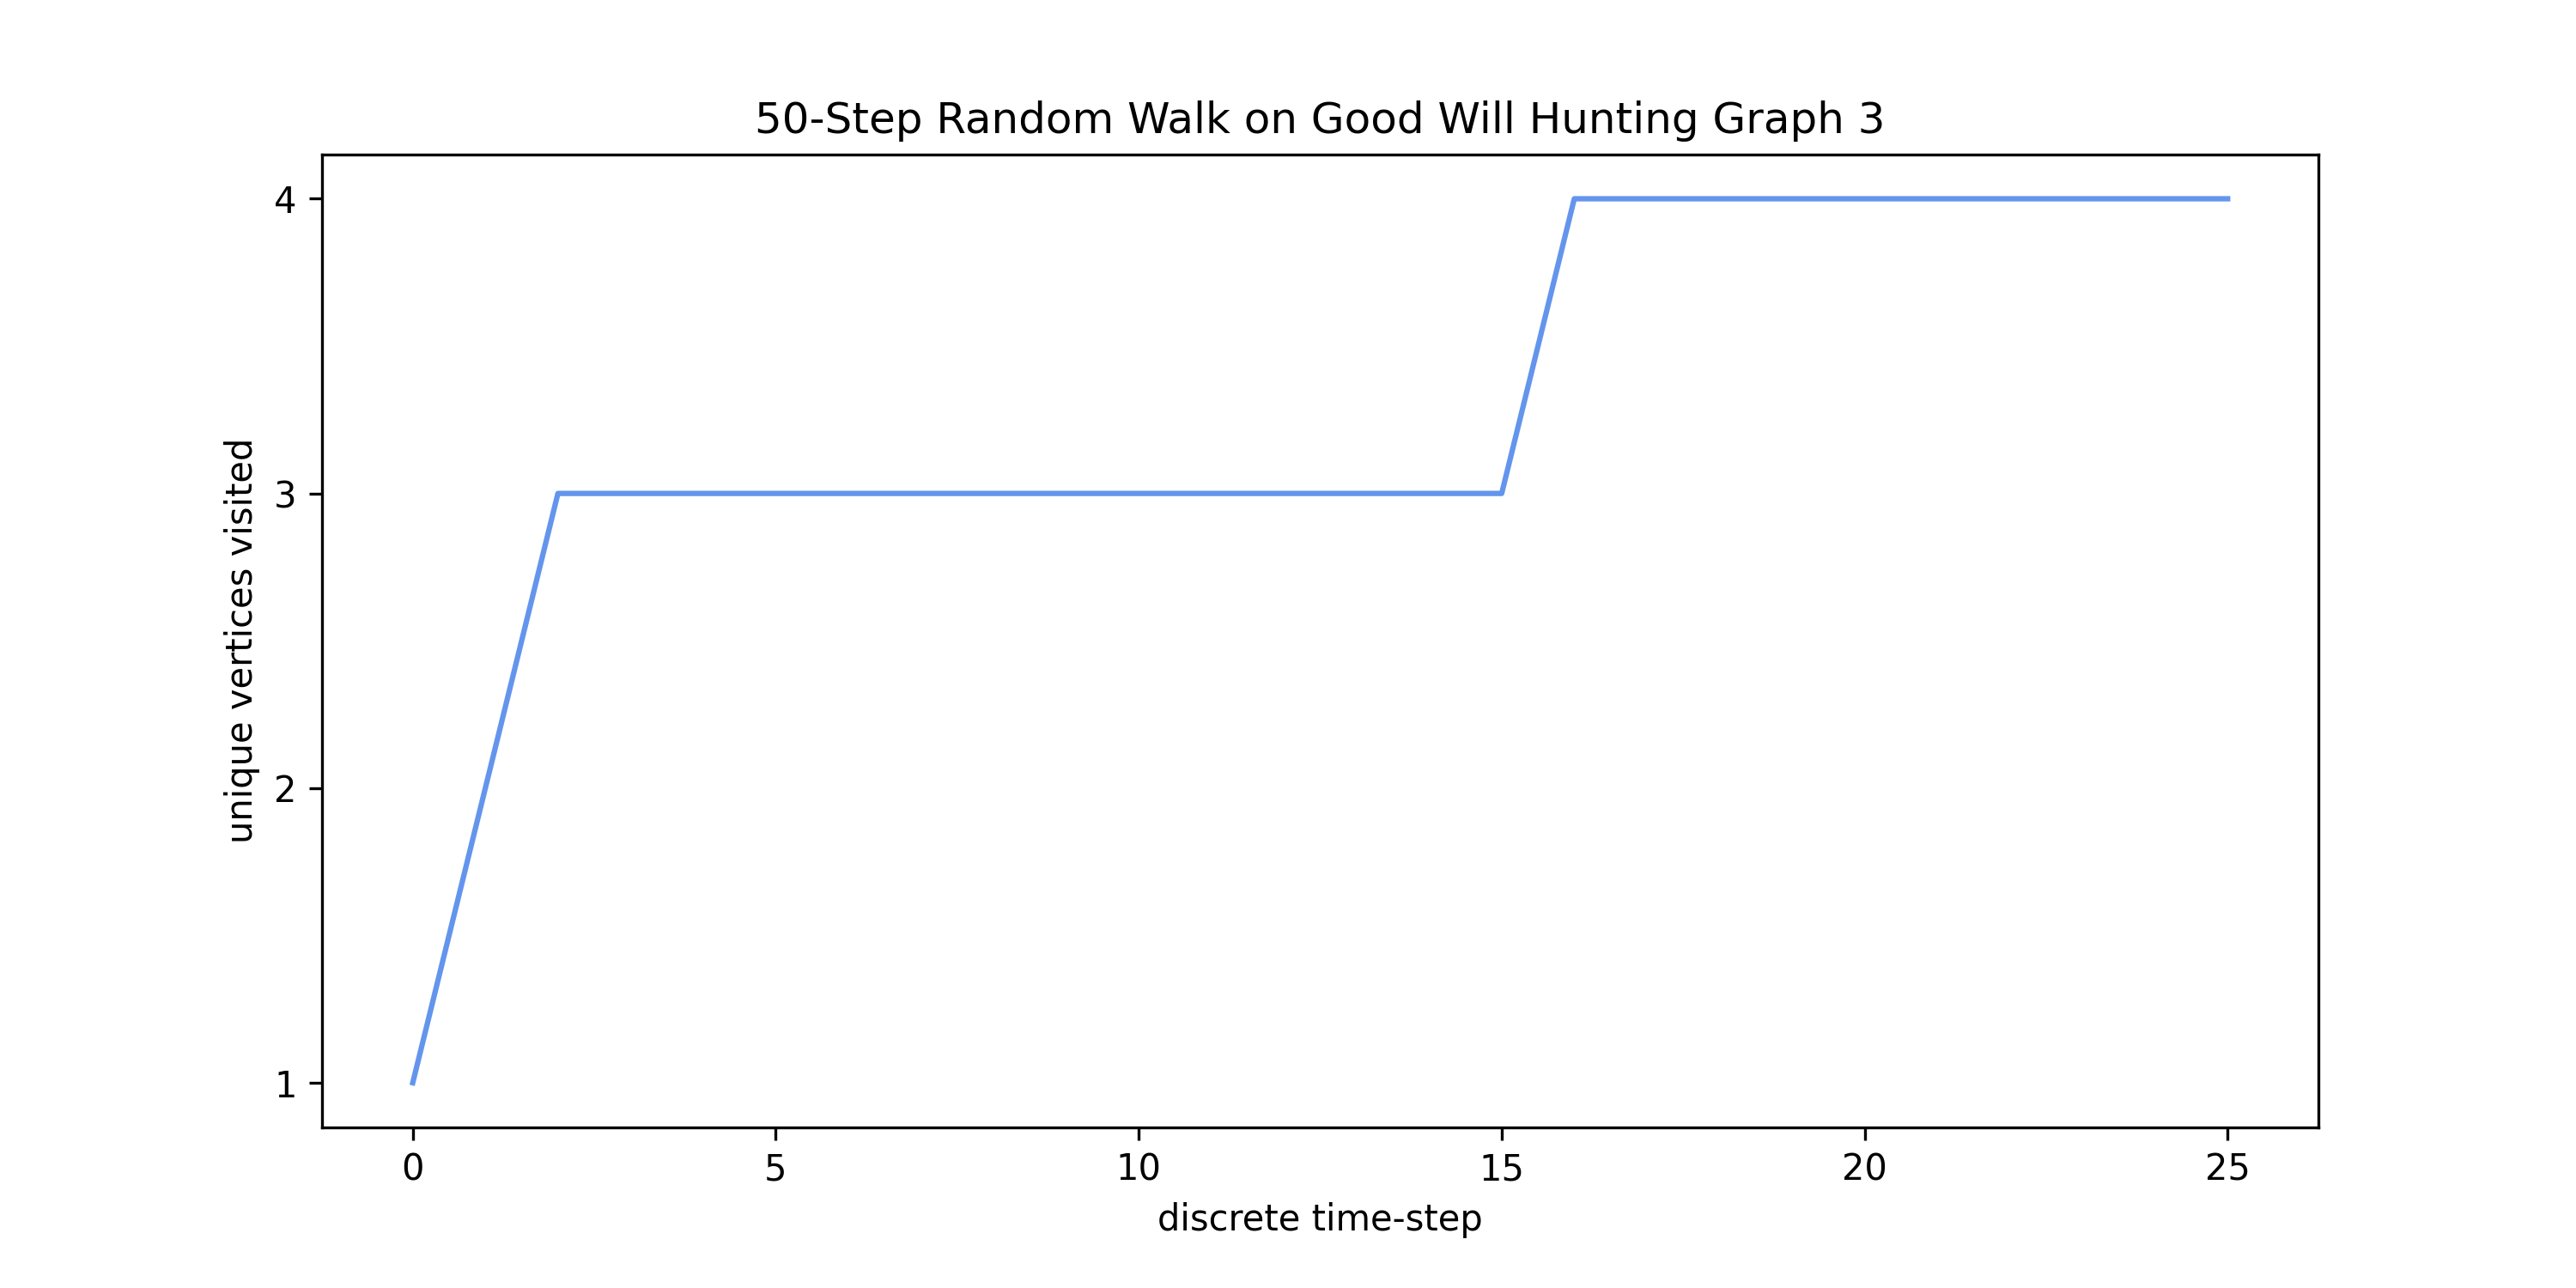 50-Step Random Walk on Good Will Hunting Graph 3
4
3
2
1
unique vertices visited
0 5 10 15 20 25
discrete time-step